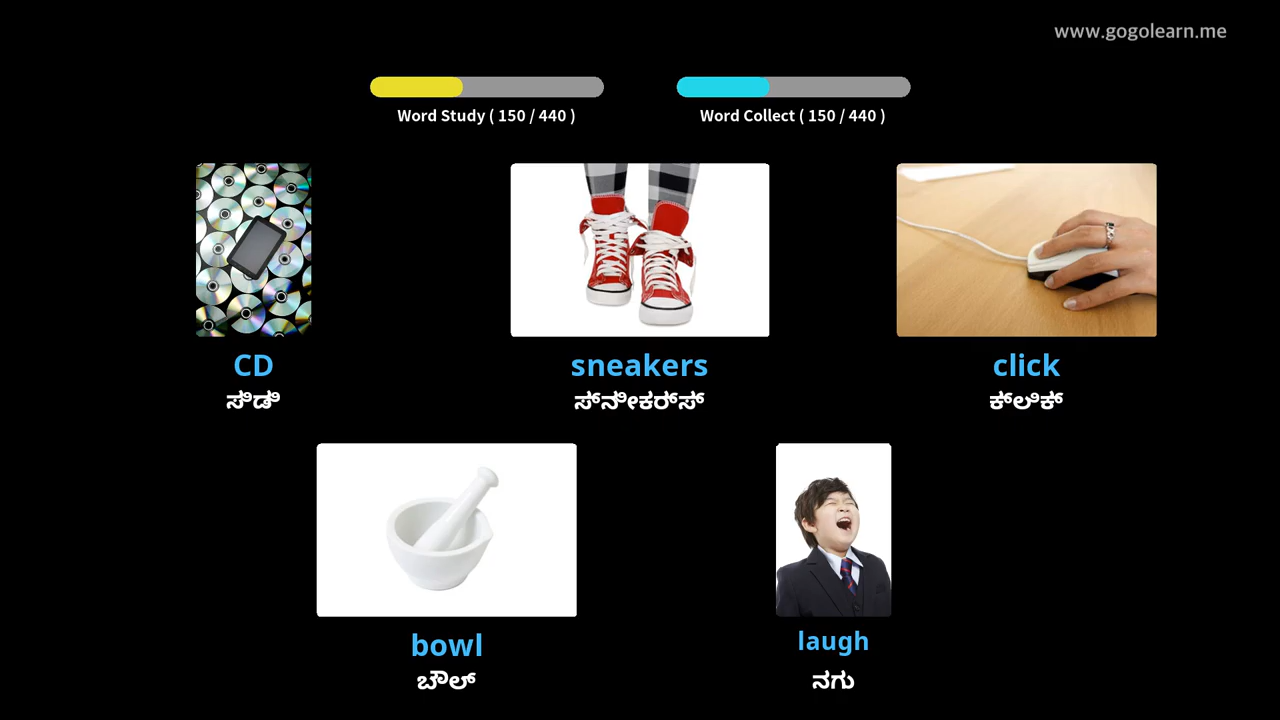 www.gogolearn.me
Word Study ( 150 / 440 )
Word Collect ( 150 / 440 )
CD
ಸಿಡಿ
sneakers
ಸ್‌ನೀಕರ್‌ಸ್
click
ಕ್‌ಲಿಕ್
bowl
ಬೌಲ್
laugh
ನಗು